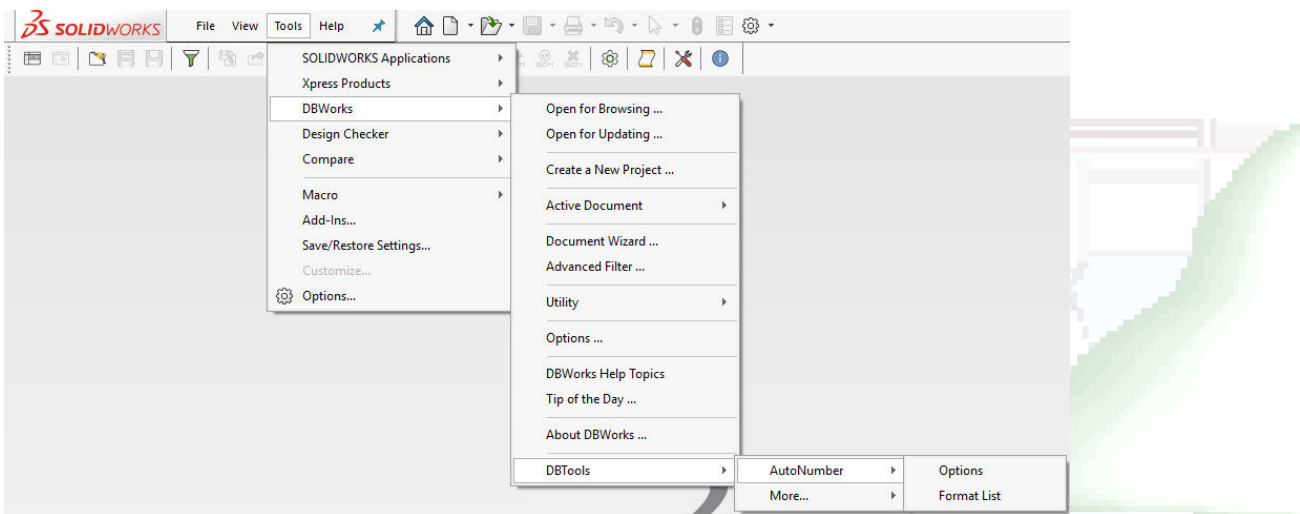 SOLIDWORKS File View Tools Help
SOLIDWORKS Applications
Xpress Products
DBWorks
Design Checker
Compare
Macro
Add-Ins...
Save/Restore Settings...
Customize...
Options...
Open for Browsing ...
Open for Updating ...
Create a New Project ...
Active Document
Document Wizard ...
Advanced Filter ...
Utility
Options ...
DBWorks Help Topics
Tip of the Day ...
About DBWorks ...
DBTools
AutoNumber
More...
Options
Format List